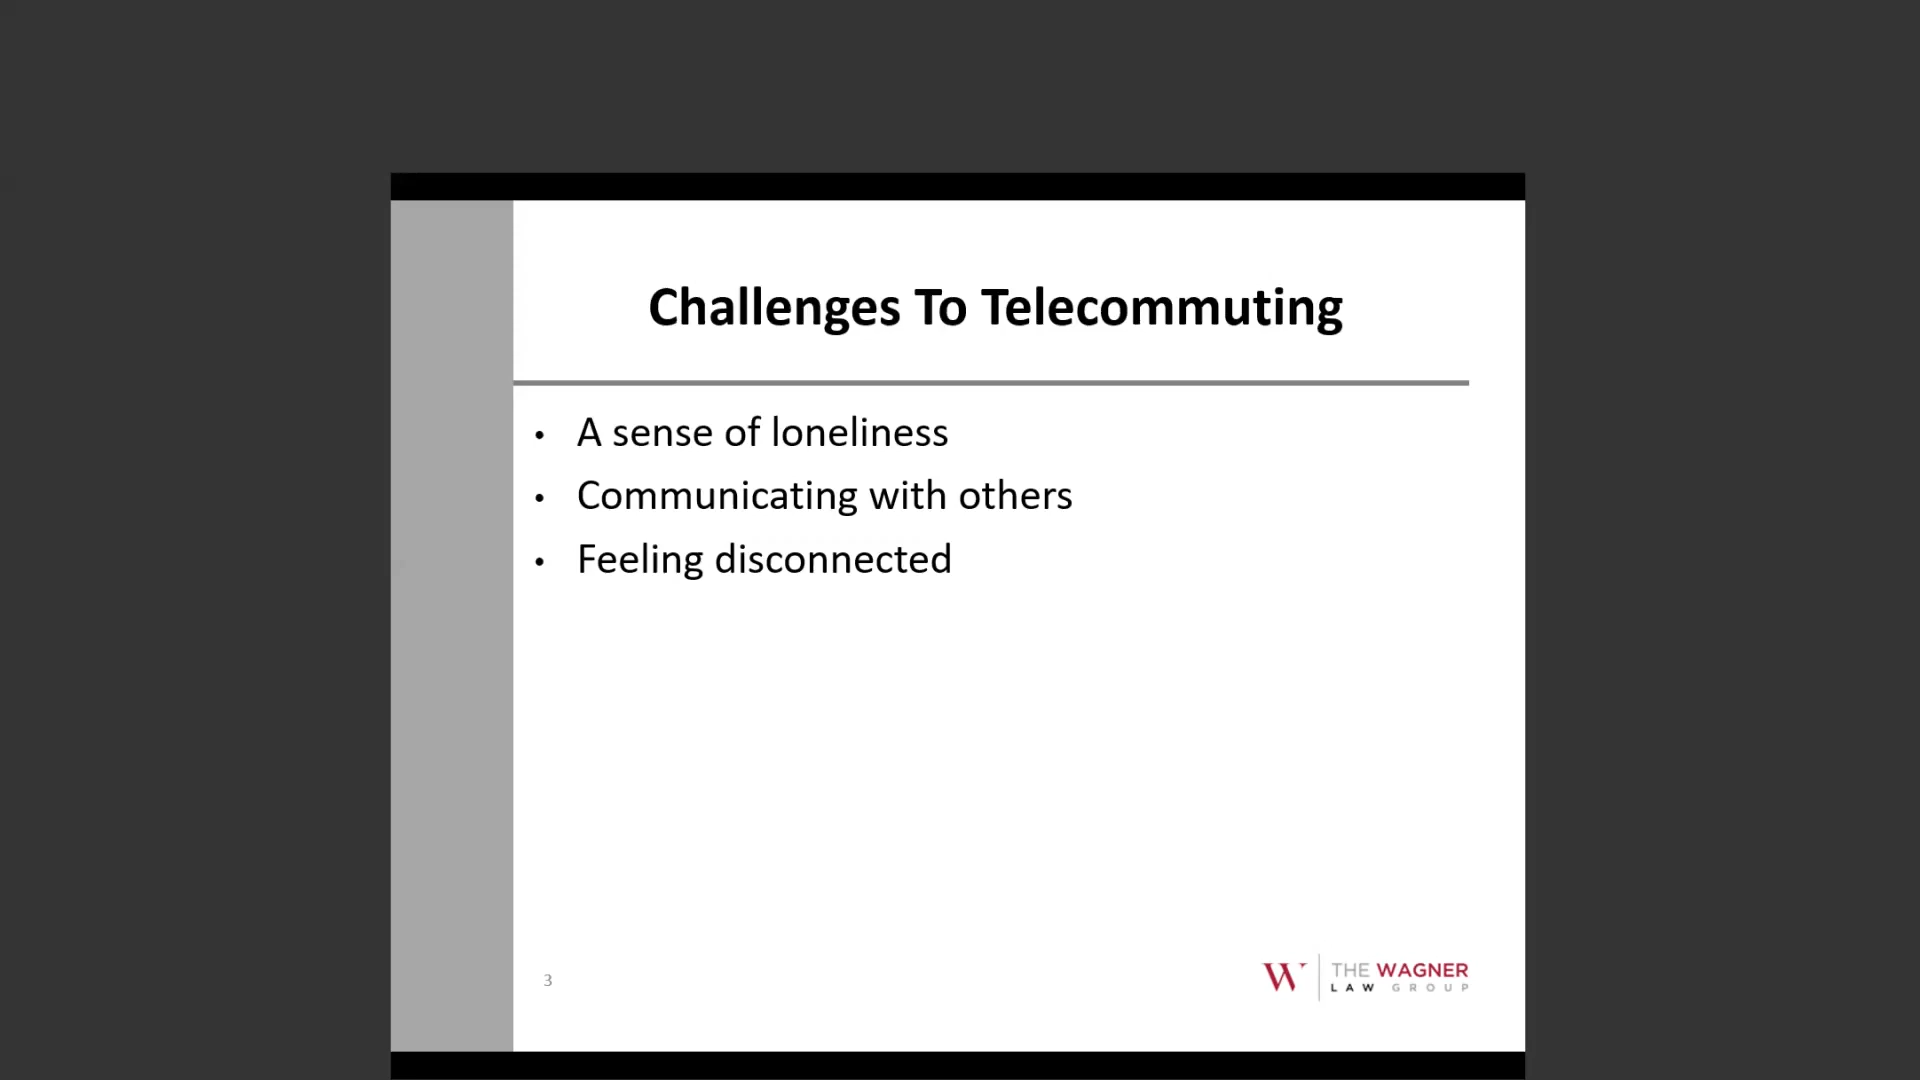 Challenges To Telecommuting
• A sense of loneliness
• Communicating with others
• Feeling disconnected
3
W THE WAGNER
LAW GROUP